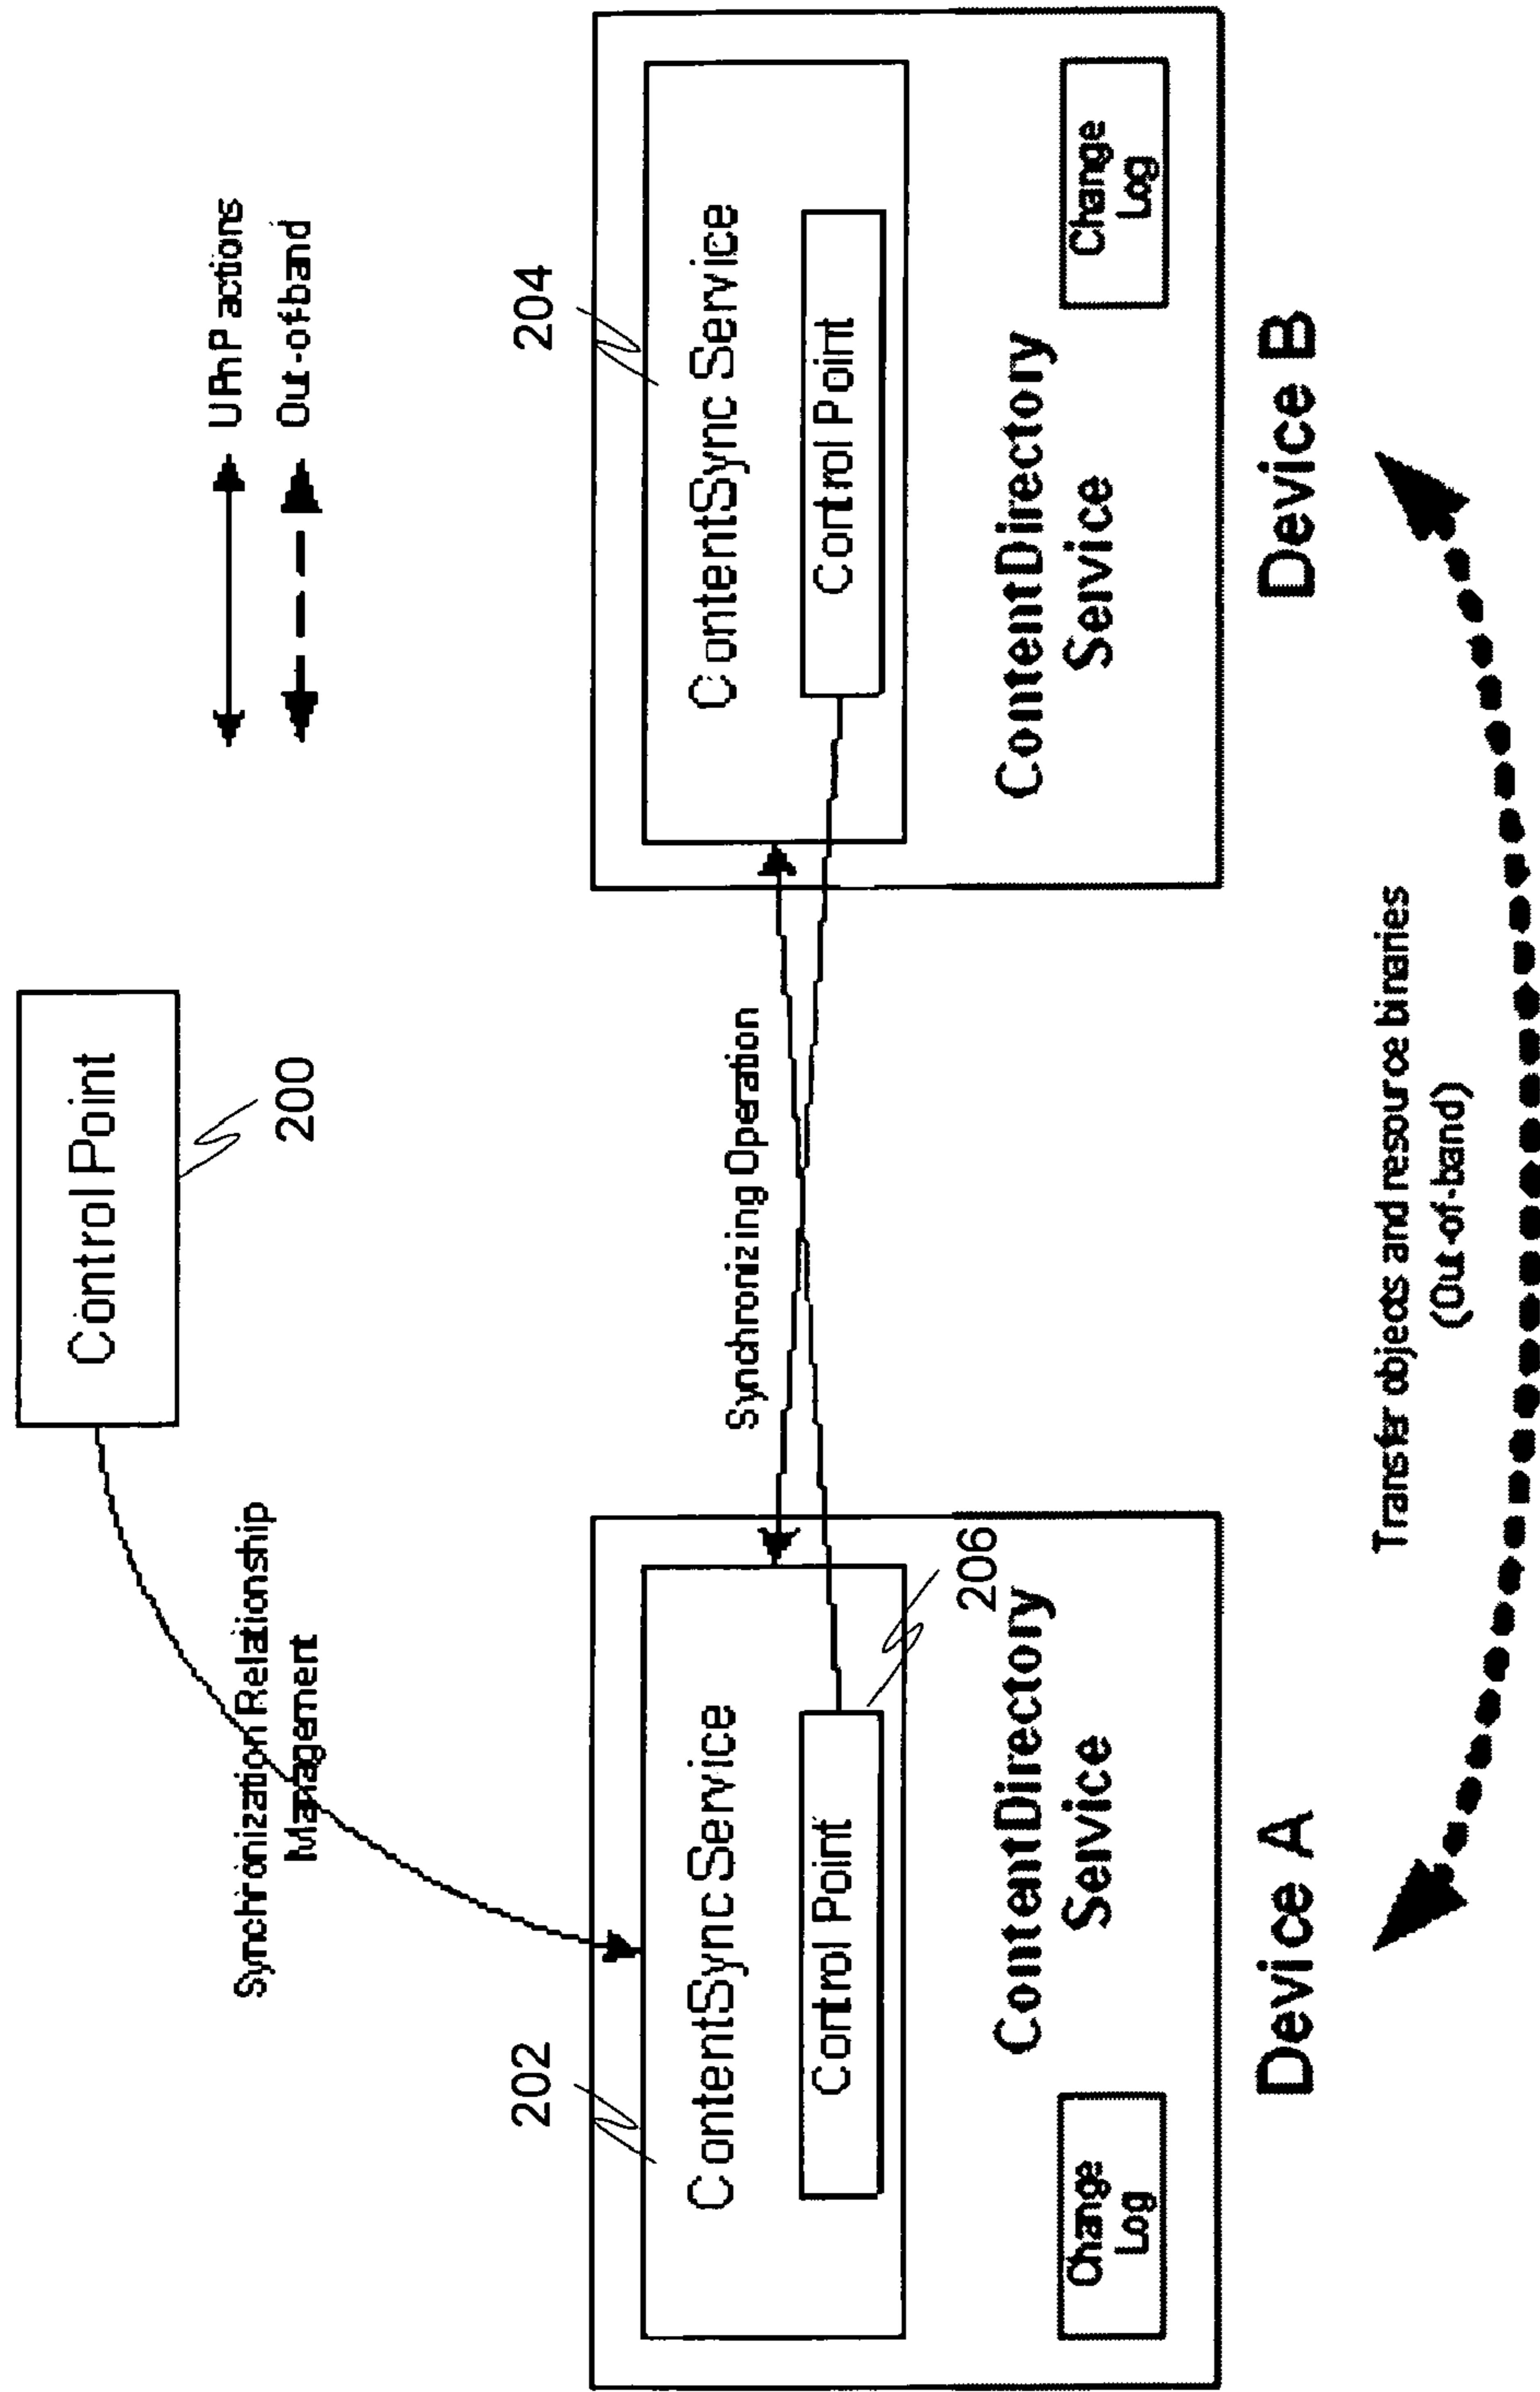 Control Point
200
UPnP actions
Out-of-band
Synchronization Relationship
Management
202
204
ContentSync Service
Control Point
206
ContentDirectory
Service
Change
Log
Device A
Synchronizing Operation
ContentSync Service
Control Point
ContentDirectory
Service
Change
Log
Device B
Transfer objects and resource binaries
(Out-of-band)